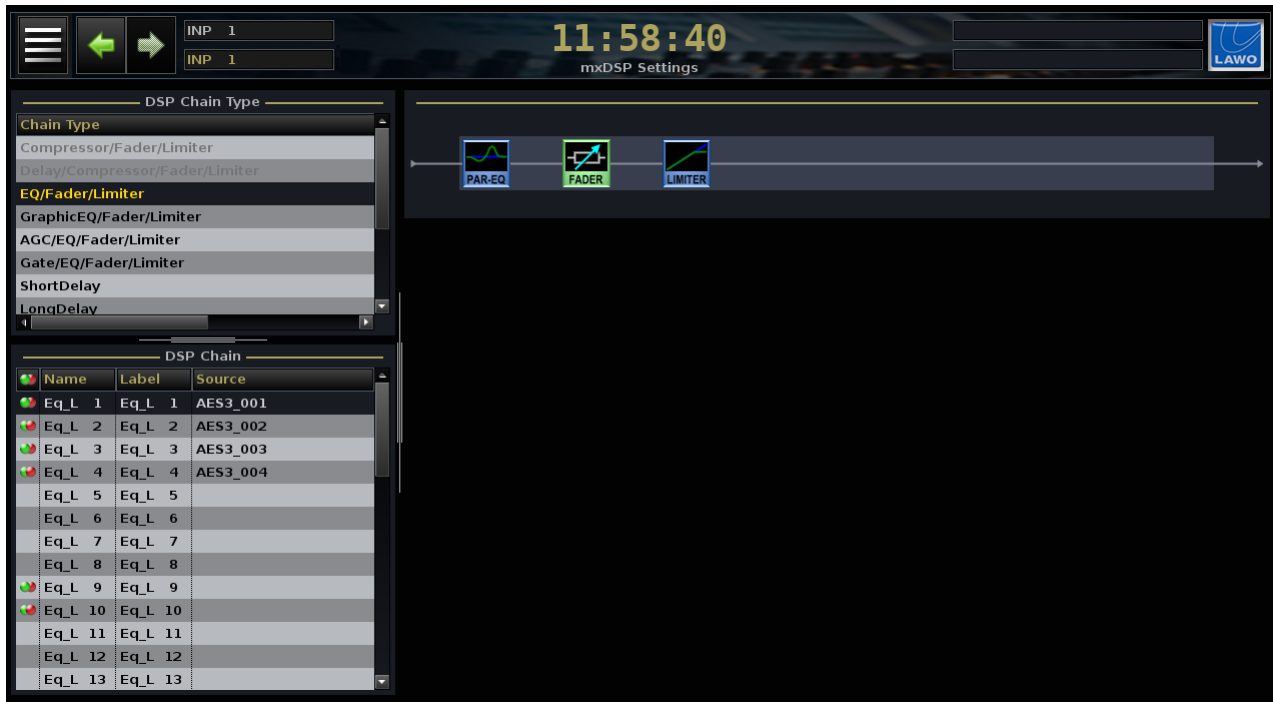 INP 1
INP 1
11:58:40
mxDSP Settings
LAWO
DSP Chain Type
Chain Type
Compressor/Fader/Limiter
Delay/Compressor/Fader/Limiter
EQ/Fader/Limiter
GraphicEQ/Fader/Limiter
AGC/EQ/Fader/Limiter
Gate/EQ/Fader/Limiter
ShortDelay
LongDelay
PAR-EQ FADER LIMITER
DSP Chain
Name Label Source
Eq_L 1 Eq_L 1 AES3_001
Eq_L 2 Eq_L 2 AES3_002
Eq_L 3 Eq_L 3 AES3_003
Eq_L 4 Eq_L 4 AES3_004
Eq_L 5 Eq_L 5
Eq_L 6 Eq_L 6
Eq_L 7 Eq_L 7
Eq_L 8 Eq_L 8
Eq_L 9 Eq_L 9
Eq_L 10 Eq_L 10
Eq_L 11 Eq_L 11
Eq_L 12 Eq_L 12
Eq_L 13 Eq_L 13